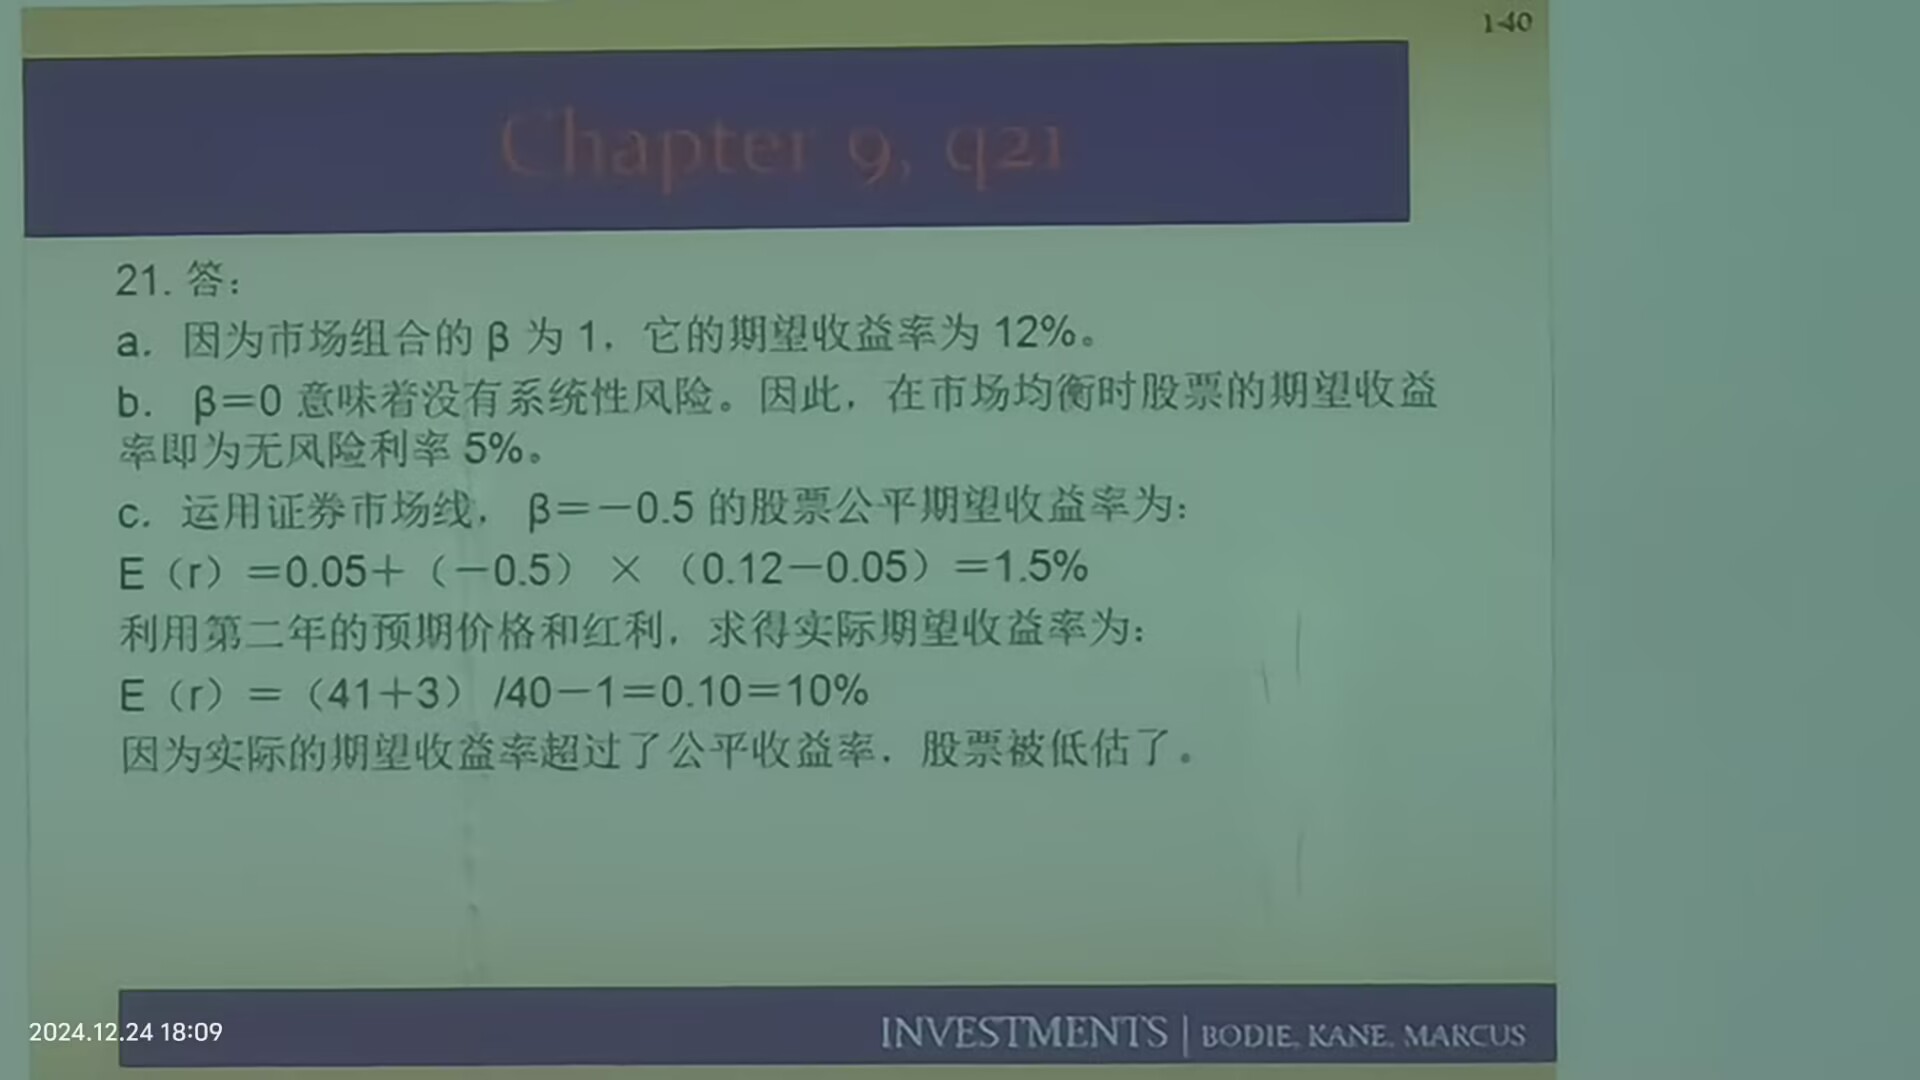 1-40
Chapter 9, q21
21. 答：
a. 因为市场组合的 β 为 1，它的期望收益率为 12%。
b. β＝0 意味着没有系统性风险。因此，在市场均衡时股票的期望收益
率即为无风险利率 5%。
c. 运用证券市场线，β＝－0.5 的股票公平期望收益率为：
E（r）＝0.05＋（－0.5）×（0.12－0.05）＝1.5%
利用第二年的预期价格和红利，求得实际期望收益率为：
E（r）＝（41＋3）/40－1＝0.10＝10%
因为实际的期望收益率超过了公平收益率，股票被低估了。
INVESTMENTS | BODIE, KANE, MARCUS
2024.12.24 18:09